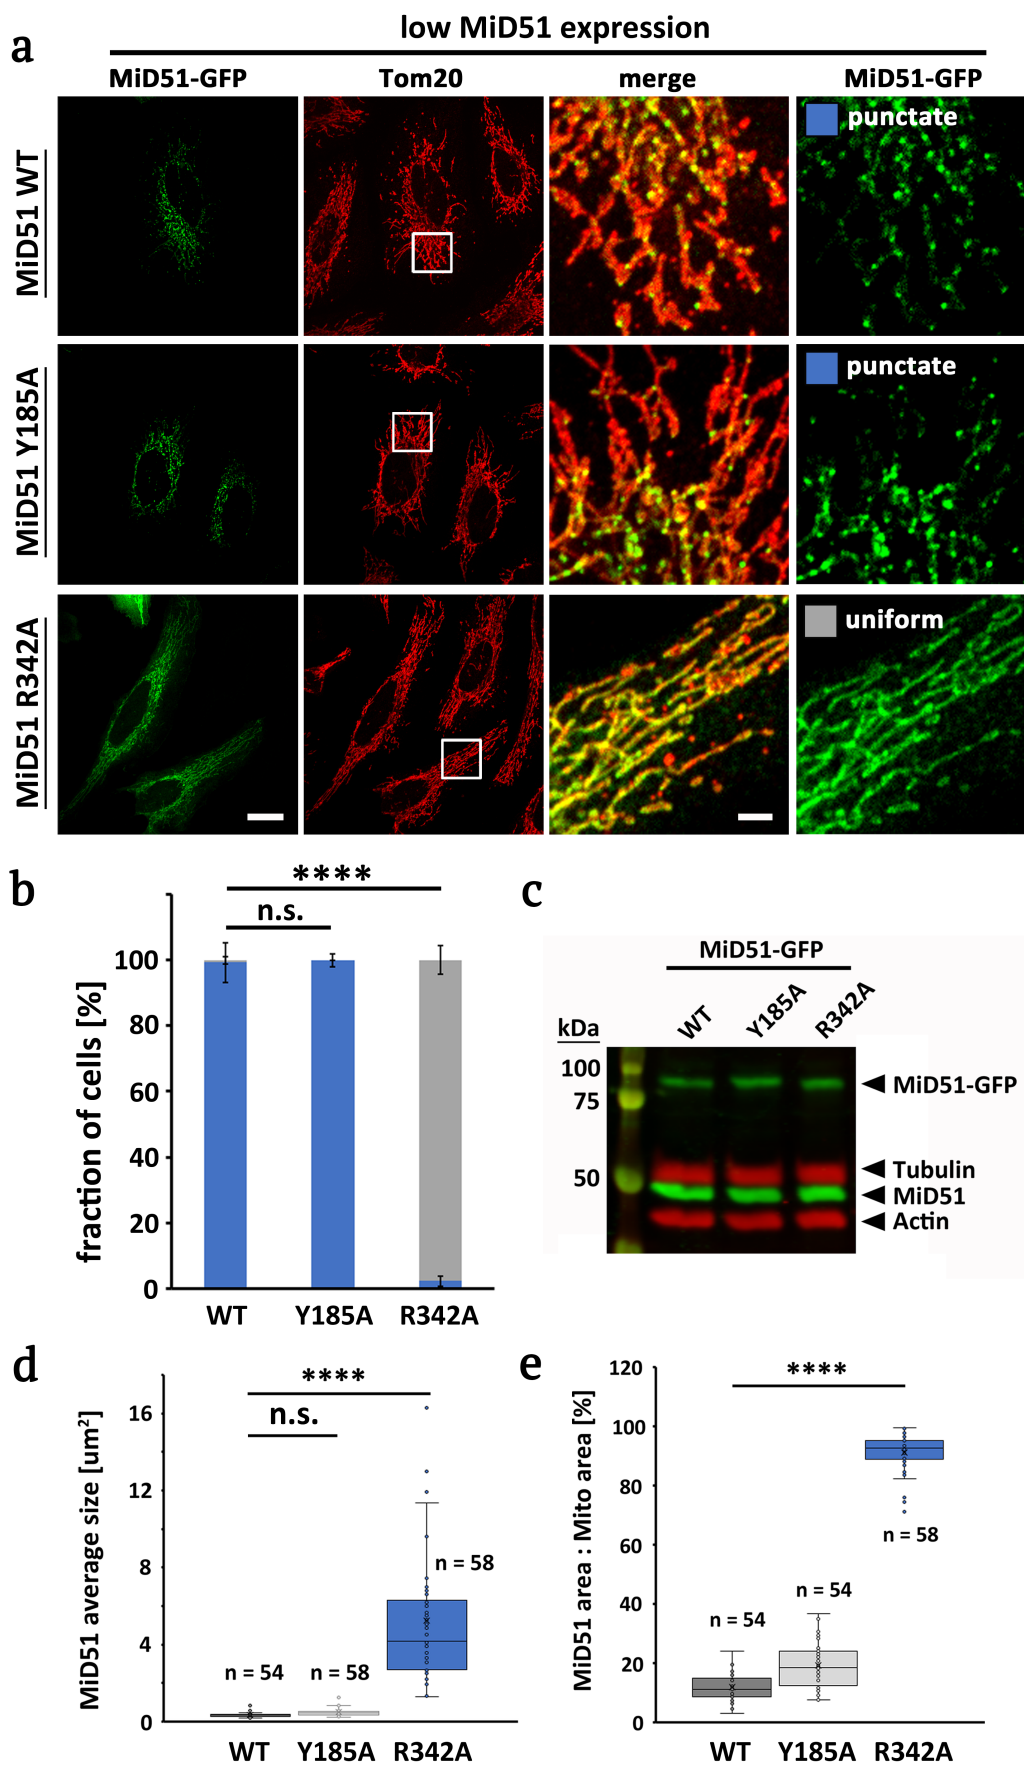 a
low MiD51 expression
MiD51-GFP Tom20 merge MiD51-GFP
MiD51 WT
punctate
MiD51 Y185A
punctate
MiD51 R342A
uniform
b
****
n.s.
fraction of cells [%]
100
80
60
40
20
0
WT Y185A R342A
c
MiD51-GFP
kDa WT Y185A R342A
100
75
50
MiD51-GFP
Tubulin
MiD51
Actin
d
****
n.s.
MiD51 average size [um²]
16
12
8
4
0
n = 54
n = 58
n = 58
WT Y185A R342A
e
****
MiD51 area : Mito area [%]
120
100
80
60
40
20
0
n = 54
n = 54
n = 58
WT Y185A R342A